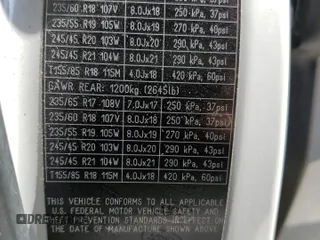 235/60 R18 107V 8.0Jx18 250 kPa, 37psi
235/55 R19 105W 8.0Jx19 270 kPa, 40psi
245/45 R20 103W 8.0Jx20 290 kPa, 43psi
245/45 R21 104W 8.0Jx21 290 kPa, 43psi
T155/85 R18 115M 4.0Jx18 420 kPa, 60psi
GAWR REAR: 1200kg (2645lb)
235/65 R17 108V 7.0Jx17 250 kPa, 37psi
235/60 R18 107V 8.0Jx18 250 kPa, 37psi
235/55 R19 105W 8.0Jx19 270 kPa, 40psi
245/45 R20 103W 8.0Jx20 290 kPa, 43psi
245/45 R21 104W 8.0Jx21 290 kPa, 43psi
T155/85 R18 115M 4.0Jx18 420 kPa, 60psi
THIS VEHICLE CONFORMS TO ALL APPLICABLE
U.S. FEDERAL MOTOR VEHICLE SAFETY AND
THEFT PREVENTION STANDARDS IN EFFECT ON THE
DATE OF MANUFACTURE SHOWN ABOVE.